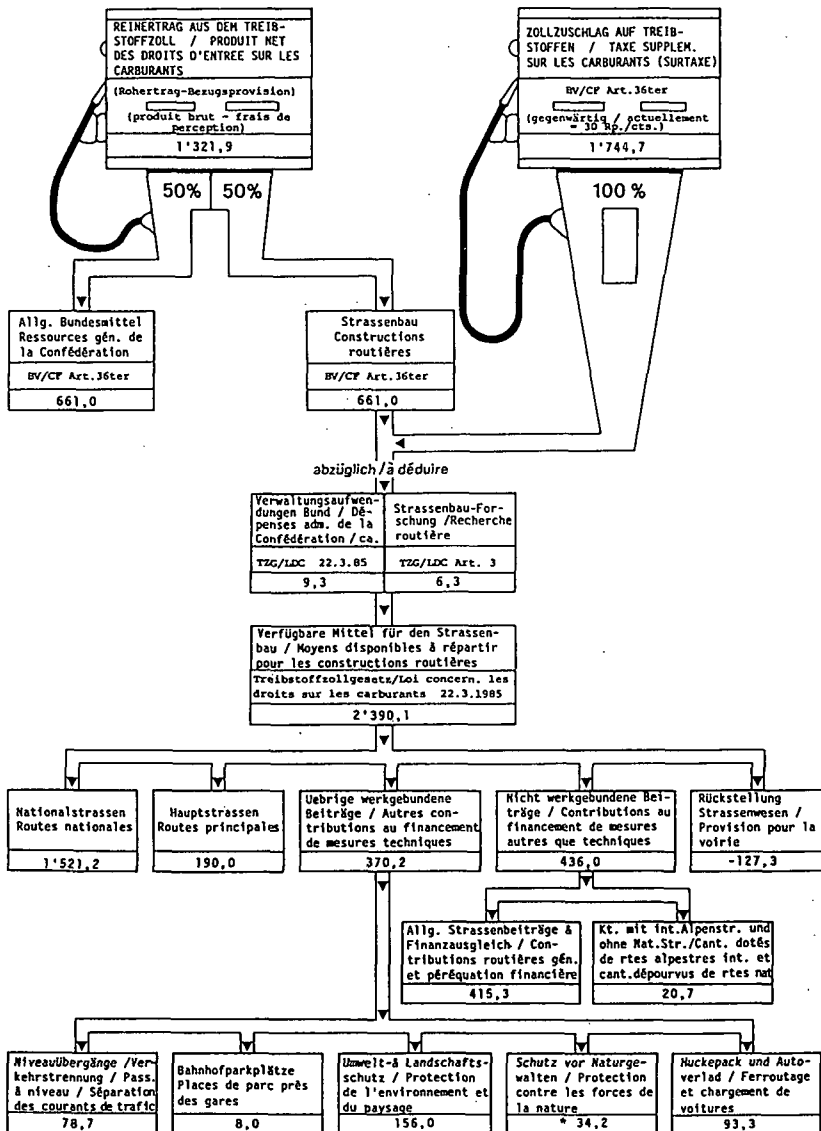 REINERTRAG AUS DEM TREIB-
STOFFZOLL / PRODUIT NET
DES DROITS D'ENTREE SUR LES
CARBURANTS
(Rohertrag-Bezugsprovision)
(produit brut - frais de
perception)
1'321,9
ZOLLZUSCHLAG AUF TREIB-
STOFFEN / TAXE SUPPLEM.
SUR LES CARBURANTS (SURTAXE)
BV/CF Art.36ter
(gegenwärtig / actuellement
= 30 Rp./cts.)
1'744,7
50% 50%
100 %
Allg. Bundesmittel
Ressources gén. de
la Confédération
BV/CF Art.36ter
661,0
Strassenbau
Constructions
routières
BV/CF Art.36ter
661,0
abzüglich/à déduire
Verwaltungsaufwen-
dungen Bund / Dé-
penses adm. de la
Confédération / ca.
TZG/LDC 22.3.85
9,3
Strassenbau-For-
schung /Recherche
routière
TZG/LDC Art. 3
6,3
Verfügbare Mittel für den Strassen-
bau / Moyens disponibles à répartir
pour les constructions routières
Treibstoffzollgesetz/Loi concern. les
droits sur les carburants 22.3.1985
2'390,1
Nationalstrassen
Routes nationales
1'521,2
Hauptstrassen
Routes principales
190,0
Uebrige werkgebundene
Beiträge / Autres con-
tributions au financement
de mesures techniques
370,2
Nicht werkgebundene Bei-
träge / Contributions au
financement de mesures
autres que techniques
436,0
Rückstellung
Strassenwesen /
Provision pour la
voirie
-127,3
Allg. Strassenbeiträge &
Finanzausgleich / Con-
tributions routières gén.
et péréquation financière
415,3
Kt. mit int.Alpenstr. und
ohne Nat.Str./Cant. dotés
de rtes alpestres int. et
cant.dépourvus de rtes nat
20,7
Niveauübergänge /Ver-
kehrstrennung / Pass.
à niveau / Séparation
des courants de trafic
78,7
Bahnhofparkplätze
Places de parc près
des gares
8,0
Umwelt-& Landschafts-
schutz / Protection
de l'environnement et
du paysage
156,0
Schutz vor Naturge-
walten / Protection
contre les forces de
la nature
* 34,2
Huckepack und Auto-
verlad / Ferroutage
et chargement de
voitures
93,3